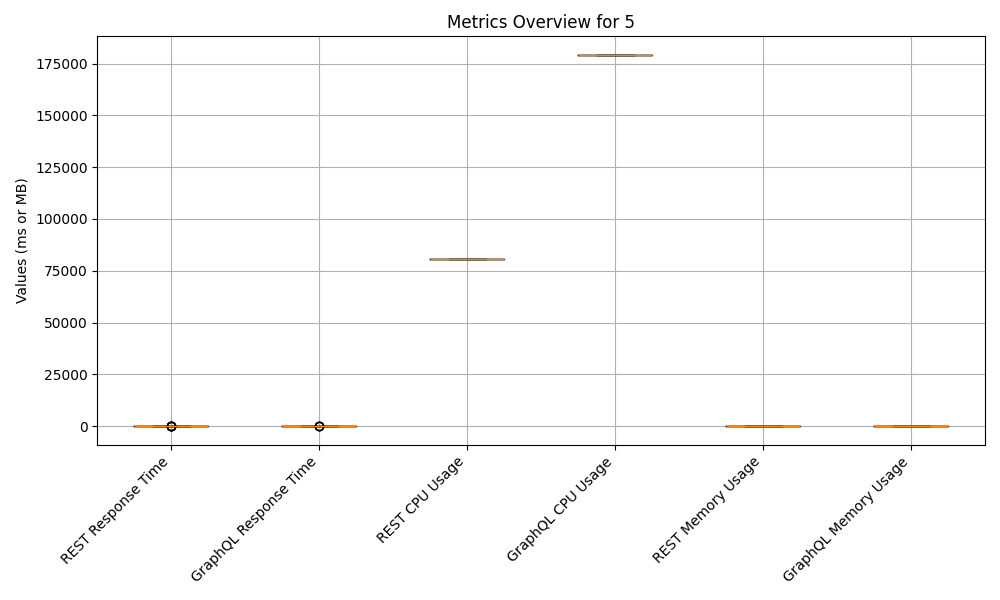 Metrics Overview for 5
Values (ms or MB)
175000
150000
125000
100000
75000
50000
25000
0
REST Response Time
GraphQL Response Time
REST CPU Usage
GraphQL CPU Usage
REST Memory Usage
GraphQL Memory Usage